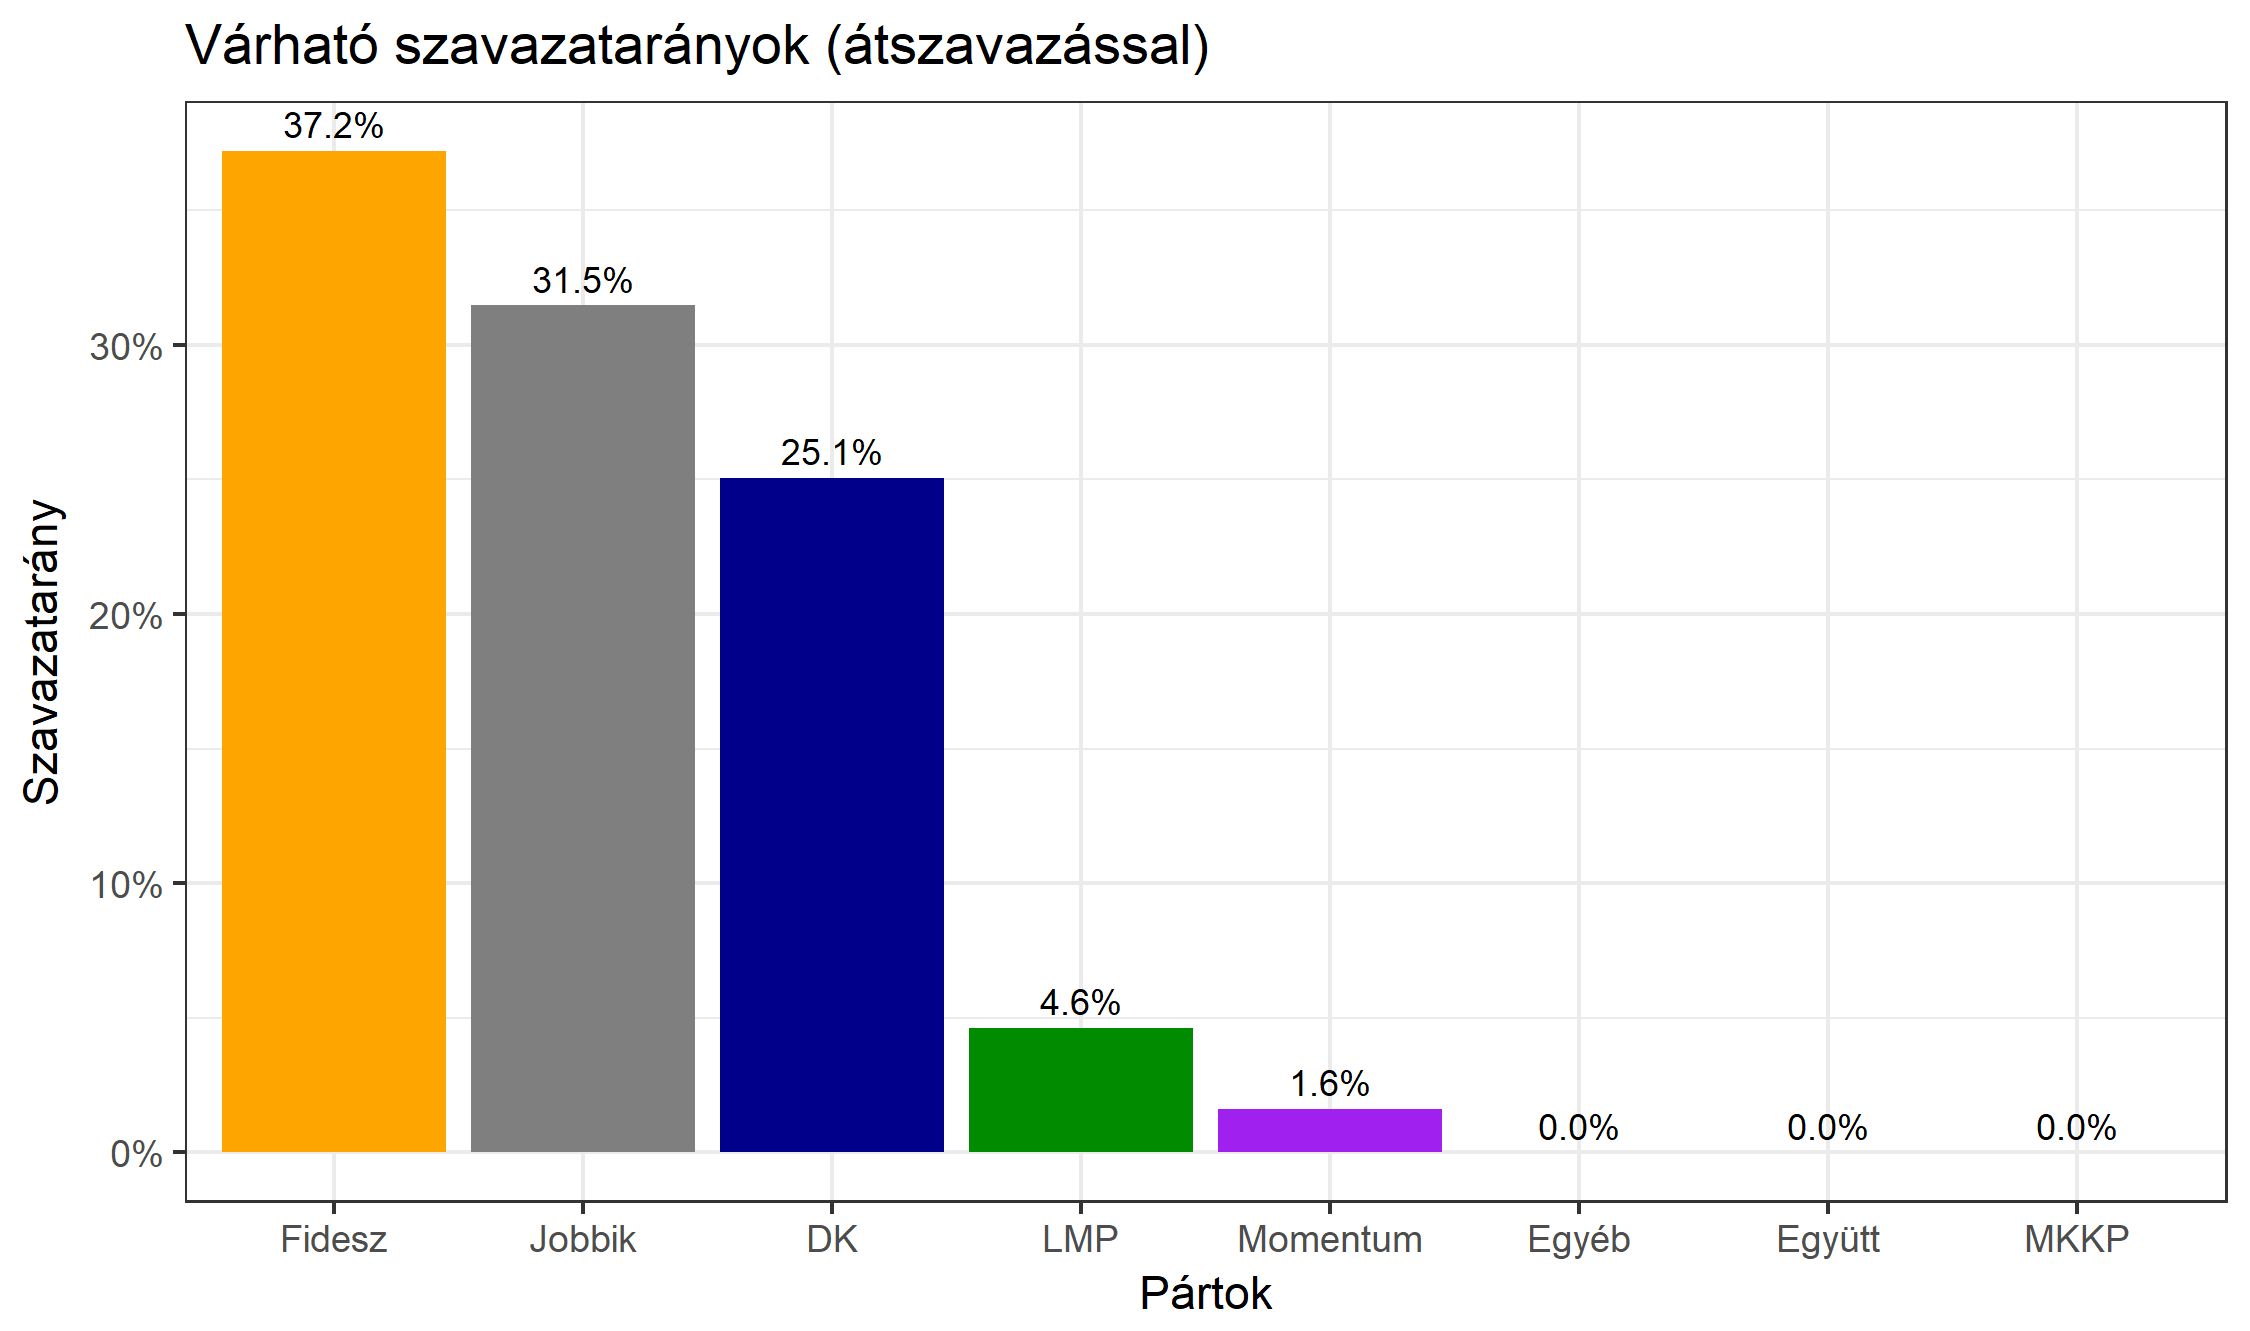 Várható szavazatarányok (átszavazással)
37.2%
31.5%
25.1%
4.6%
1.6%
0.0%
0.0%
0.0%
30%
20%
10%
0%
Szavazatarány
Fidesz
Jobbik
DK
LMP
Momentum
Egyéb
Együtt
MKKP
Pártok